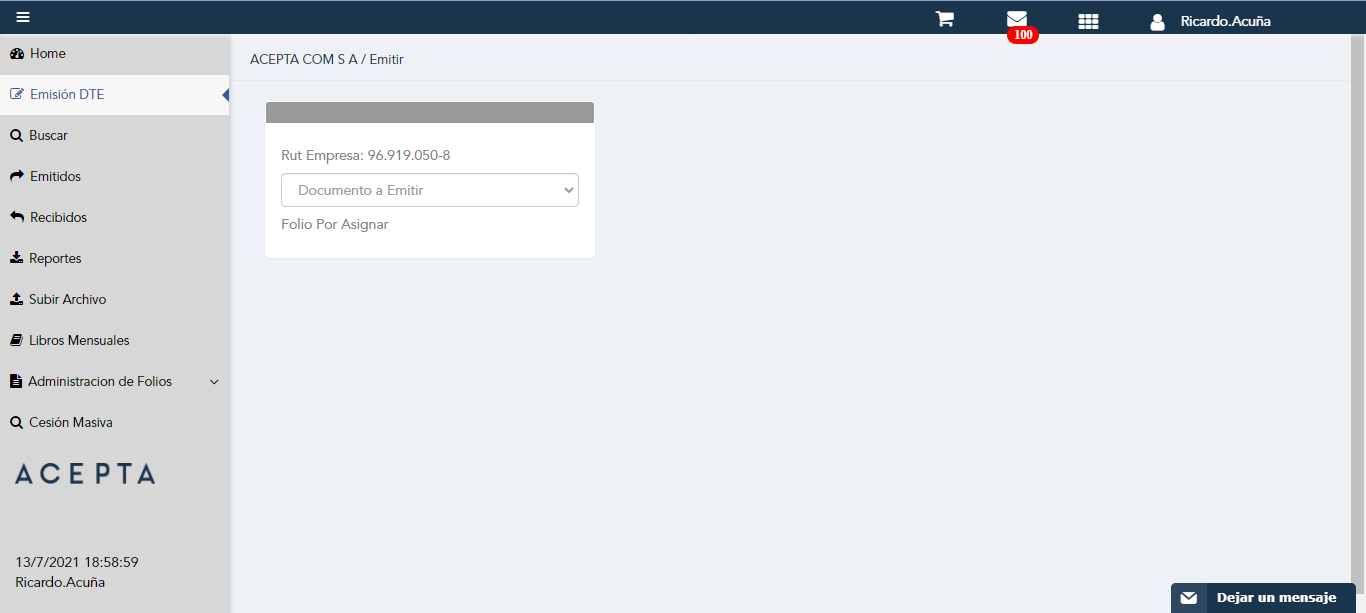 100
Ricardo.Acuña
Home
ACEPTA COM S A / Emitir
Emisión DTE
Buscar
Emitidos
Recibidos
Reportes
Subir Archivo
Libros Mensuales
Administracion de Folios
Cesión Masiva
Rut Empresa: 96.919.050-8
Documento a Emitir
Folio Por Asignar
ACEPTA
13/7/2021 18:58:59
Ricardo.Acuña
Dejar un mensaje